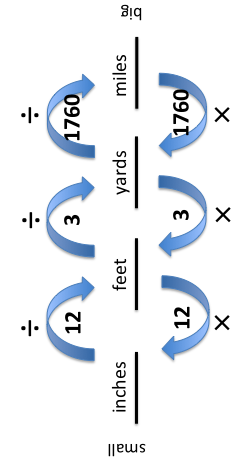 ÷ ÷ ÷
12 3 1760
small inches feet yards miles big
12 3 1760
× × ×